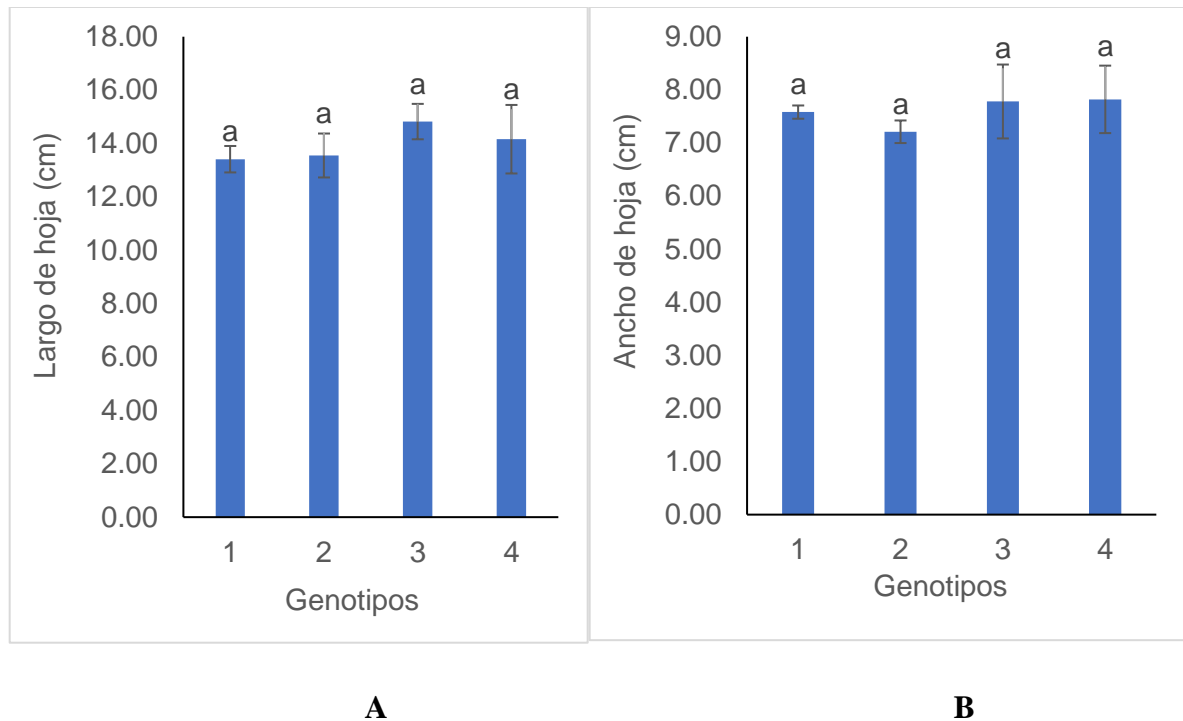 Largo de hoja (cm)
18.00
16.00
14.00
12.00
10.00
8.00
6.00
4.00
2.00
0.00
a
a
a
a
1 2 3 4
Genotipos
A
Ancho de hoja (cm)
9.00
8.00
7.00
6.00
5.00
4.00
3.00
2.00
1.00
0.00
a
a
a
a
1 2 3 4
Genotipos
B